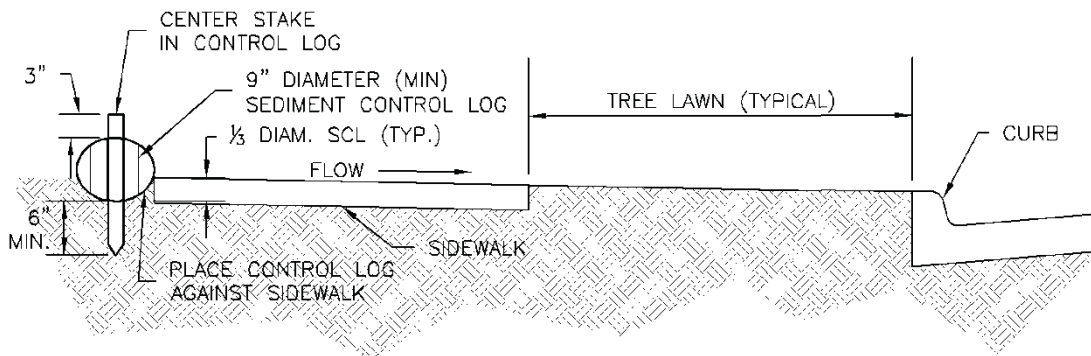 CENTER STAKE
IN CONTROL LOG
3"
9" DIAMETER (MIN)
SEDIMENT CONTROL LOG
⅓ DIAM. SCL (TYP.)
FLOW
TREE LAWN (TYPICAL)
CURB
6"
MIN.
SIDEWALK
PLACE CONTROL LOG
AGAINST SIDEWALK